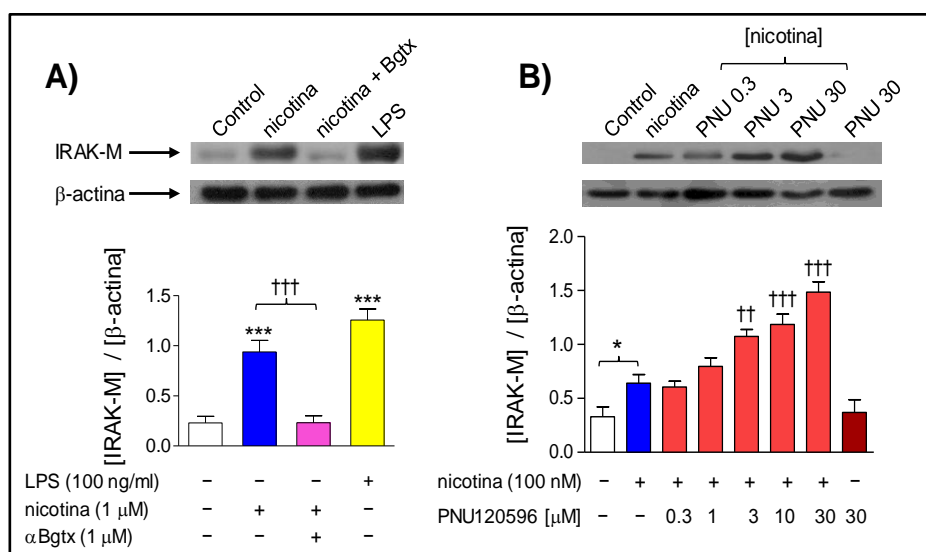 A)
Control
nicotina
nicotina + Bgtx
LPS
IRAK-M
β-actina
[IRAK-M] / [β-actina]
1.5
1.0
0.5
0.0
***
†††
***
LPS (100 ng/ml) – – – +
nicotina (1 μM) – + + –
αBgtx (1 μM) – – + –
B)
[nicotina]
Control
nicotina
PNU 0.3
PNU 3
PNU 30
PNU 30
[IRAK-M] / [β-actina]
2.0
1.5
1.0
0.5
0.0
*
††
†††
†††
nicotina (100 nM) – + + + + + + –
PNU120596 [μM] – – 0.3 1 3 10 30 30